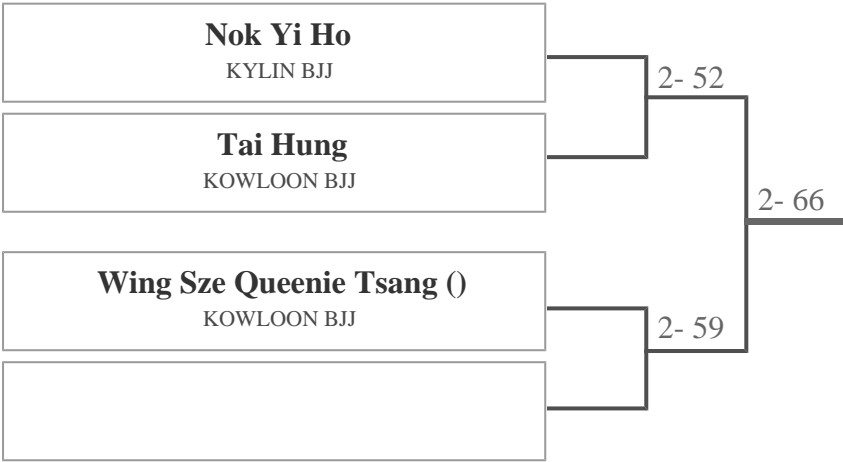 Nok Yi Ho
KYLIN BJJ
2- 52
Tai Hung
KOWLOON BJJ
2- 66
Wing Sze Queenie Tsang ()
KOWLOON BJJ
2- 59